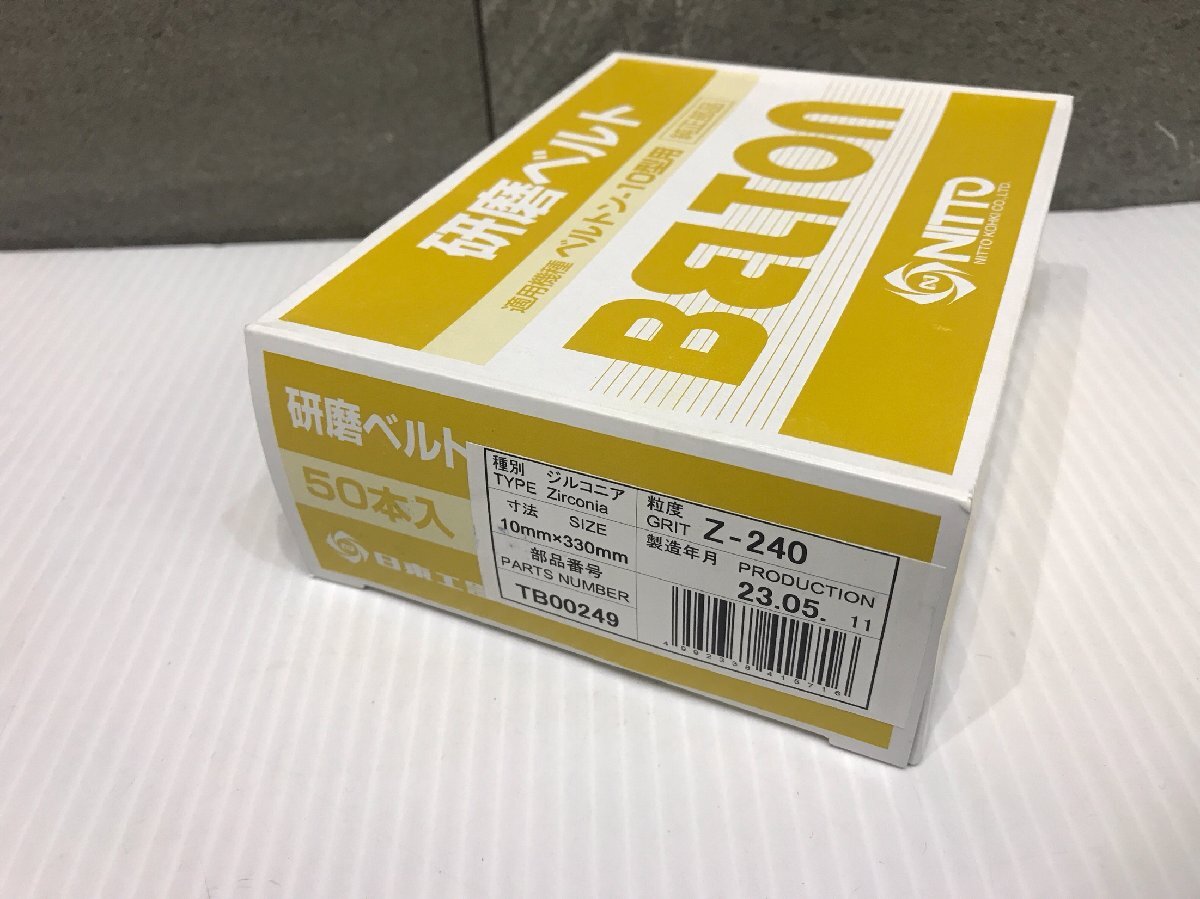 研磨ベルト
適用機種 ベルトン-10型用
BELTON
NITTO
NITTO KOHKI CO., LTD.
研磨ベルト
50本入
日東工
種別 ジルコニア
TYPE Zirconia
粒度
GRIT Z-240
寸法 SIZE
10mm×330mm
製造年月 PRODUCTION
23.05. 11
部品番号
PARTS NUMBER
TB00249